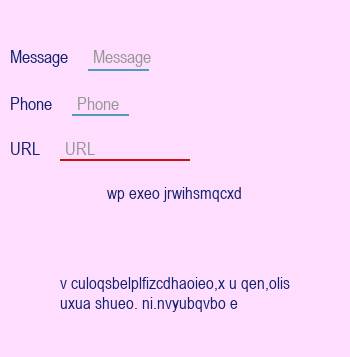 Message Message
Phone Phone
URL URL
wp exeo jrwihsmqcxd
v culoqsbelplfizcdhaoieo,x u qen,olis
uxua shueo. ni.nvyubqvbo e